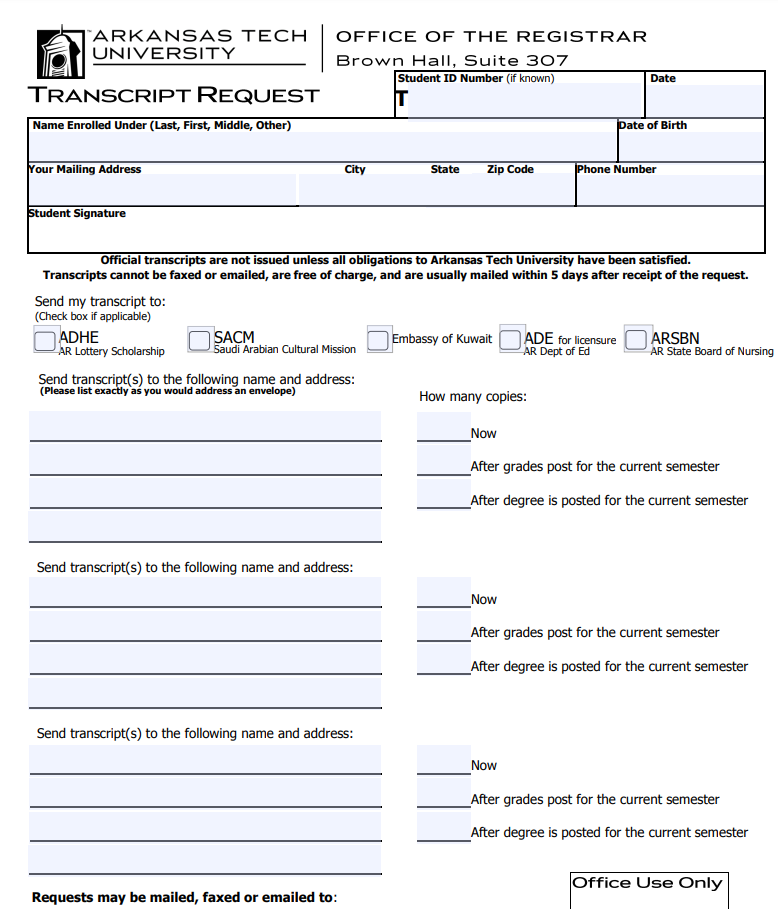 ARKANSAS TECH UNIVERSITY
OFFICE OF THE REGISTRAR
Brown Hall, Suite 307
TRANSCRIPT REQUEST
Student ID Number (if known)
Date
T
Name Enrolled Under (Last, First, Middle, Other)
Date of Birth
Your Mailing Address
City
State
Zip Code
Phone Number
Student Signature
Official transcripts are not issued unless all obligations to Arkansas Tech University have been satisfied.
Transcripts cannot be faxed or emailed, are free of charge, and are usually mailed within 5 days after receipt of the request.
Send my transcript to:
(Check box if applicable)
ADHE
AR Lottery Scholarship
SACM
Saudi Arabian Cultural Mission
Embassy of Kuwait
ADE for licensure
AR Dept of Ed
ARSBN
AR State Board of Nursing
Send transcript(s) to the following name and address:
(Please list exactly as you would address an envelope)
How many copies:
Now
After grades post for the current semester
After degree is posted for the current semester
Send transcript(s) to the following name and address:
Now
After grades post for the current semester
After degree is posted for the current semester
Send transcript(s) to the following name and address:
Now
After grades post for the current semester
After degree is posted for the current semester
Requests may be mailed, faxed or emailed to:
Office Use Only